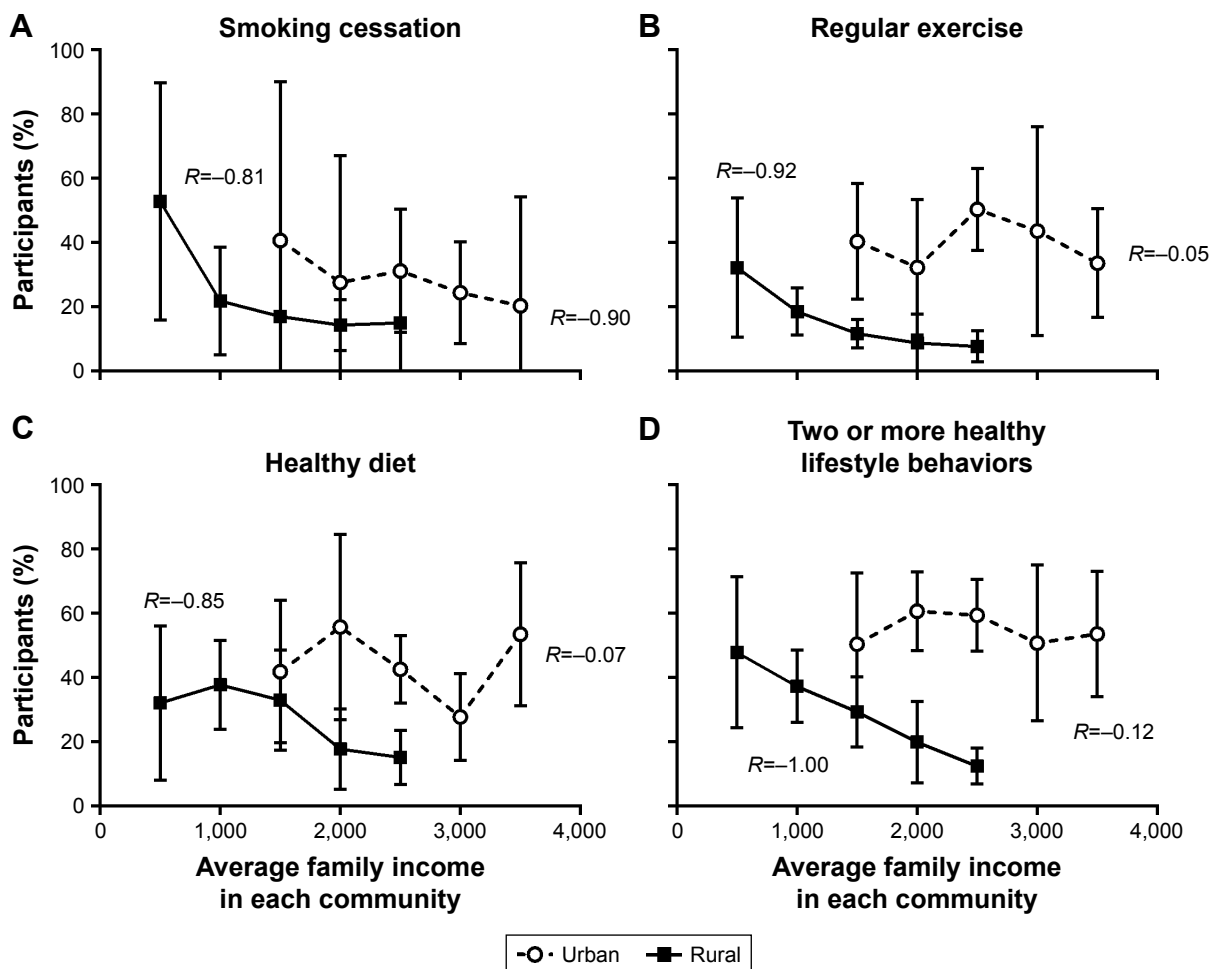 A
Smoking cessation
100
80
60
40
20
0
Participants (%)
R=–0.81
R=–0.90
B
Regular exercise
R=–0.92
R=–0.05
C
Healthy diet
100
80
60
40
20
0
Participants (%)
R=–0.85
R=–0.07
0 1,000 2,000 3,000 4,000
Average family income
in each community
D
Two or more healthy
lifestyle behaviors
R=–1.00
R=–0.12
0 1,000 2,000 3,000 4,000
Average family income
in each community
Urban Rural